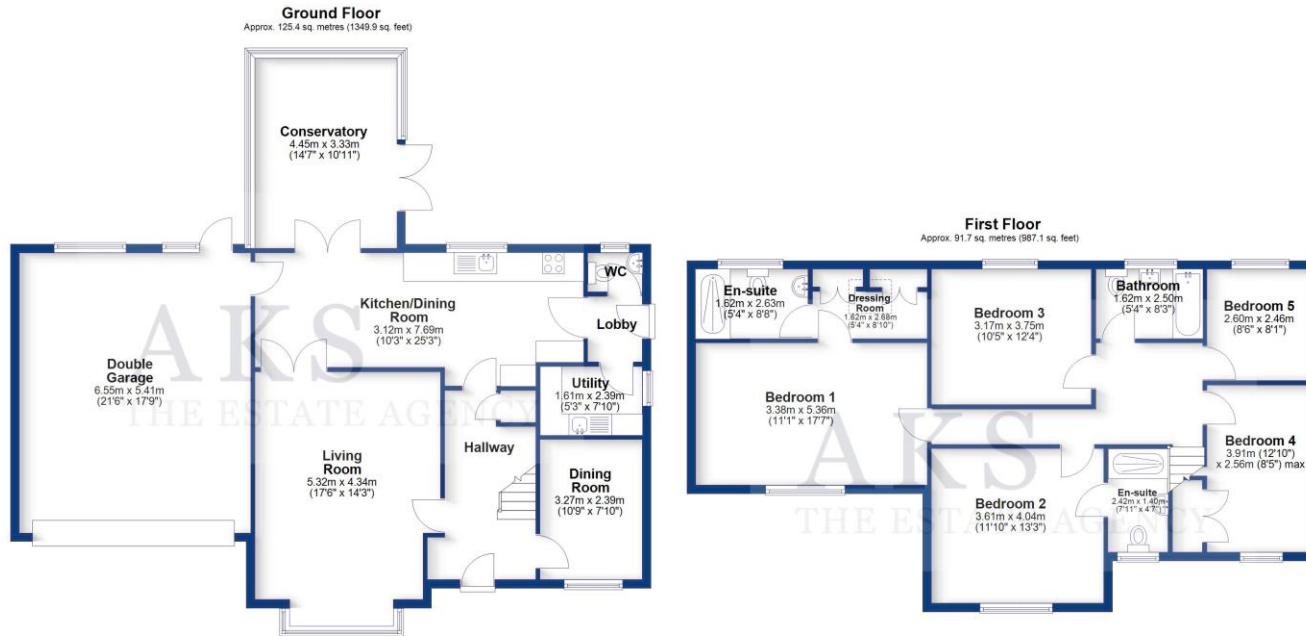 Ground Floor
Approx. 125.4 sq. metres (1349.9 sq. feet)
Conservatory
4.45m x 3.33m
(14'7" x 10'11")
WC
Kitchen/Dining
Room
3.12m x 7.69m
(10'3" x 25'3")
Lobby
Double
Garage
6.55m x 5.41m
(21'6" x 17'9")
Utility
1.61m x 2.39m
(5'3" x 7'10")
Hallway
Living
Room
5.32m x 4.34m
(17'6" x 14'3")
Dining
Room
3.27m x 2.39m
(10'9" x 7'10")
AKS
THE ESTATE AGENCY
First Floor
Approx. 91.7 sq. metres (987.1 sq. feet)
En-suite
1.62m x 2.63m
(5'4" x 8'8")
Dressing
Room
1.62m x 2.68m
(5'4" x 8'10")
Bedroom 3
3.17m x 3.75m
(10'5" x 12'4")
Bathroom
1.62m x 2.50m
(5'4" x 8'3")
Bedroom 5
2.60m x 2.46m
(8'6" x 8'1")
Bedroom 1
3.38m x 5.36m
(11'1" x 17'7")
Bedroom 4
3.91m (12'10")
x 2.56m (8'5") max
Bedroom 2
3.61m x 4.04m
(11'10" x 13'3")
En-suite
2.42m x 1.40m
(7'11" x 4'7")
AKS
THE ESTATE AGENCY